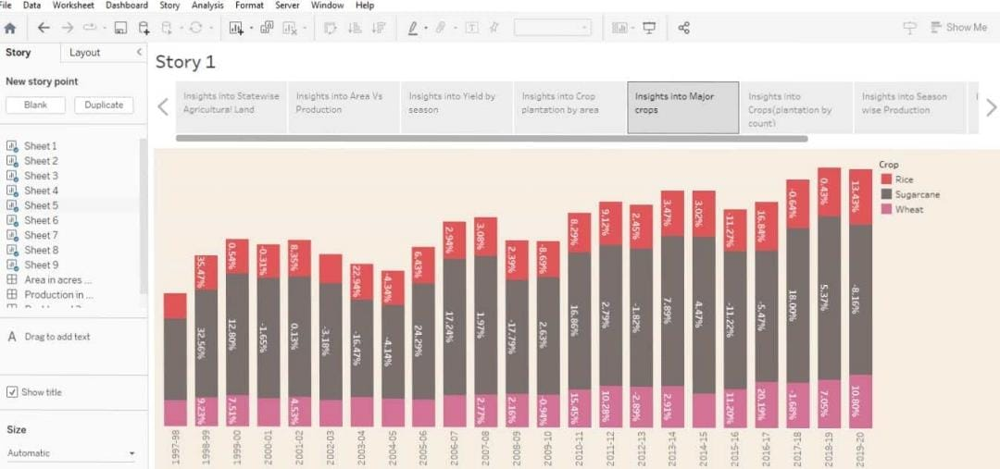 File Data Worksheet Dashboard Story Analysis Format Server Window Help
Show Me
Story Layout
New story point
Blank Duplicate
Sheet 1
Sheet 2
Sheet 3
Sheet 4
Sheet 5
Sheet 6
Sheet 7
Sheet 8
Sheet 9
Area in acres ...
Production in ...
A Drag to add text
Show title
Size
Automatic
Story 1
Insights into Statewise
Agricultural Land
Insights into Area Vs
Production
Insights into Yield by
season
Insights into Crop
plantation by area
Insights into Major
crops
Insights into
Crops(plantation by
count)
Insights into Season
wise Production
Crop
Rice
Sugarcane
Wheat
35.47% 0.54% -0.31% 8.35% 22.94% -4.34% 6.43% 2.94% 3.08% 2.39% -8.69% 8.29% 9.12% 2.45% 3.47% 3.02% -11.27% 16.84% -0.64% 0.43% 13.43%
32.56% 12.80% -1.65% 0.13% -3.18% -16.47% -4.14% 24.29% 17.24% 1.97% -17.79% 2.63% 16.86% 2.79% -1.82% 7.89% 4.47% -11.22% -5.47% 18.00% 5.37% -8.16%
9.23% 7.51% 4.53% 2.77% 2.16% -0.94% 15.45% 10.28% -2.89% 2.91% 11.20% 20.19% -1.68% 7.05% 10.80%
1997-98 1998-99 1999-00 2000-01 2001-02 2002-03 2003-04 2004-05 2005-06 2006-07 2007-08 2008-09 2009-10 2010-11 2011-12 2012-13 2013-14 2014-15 2015-16 2016-17 2017-18 2018-19 2019-20